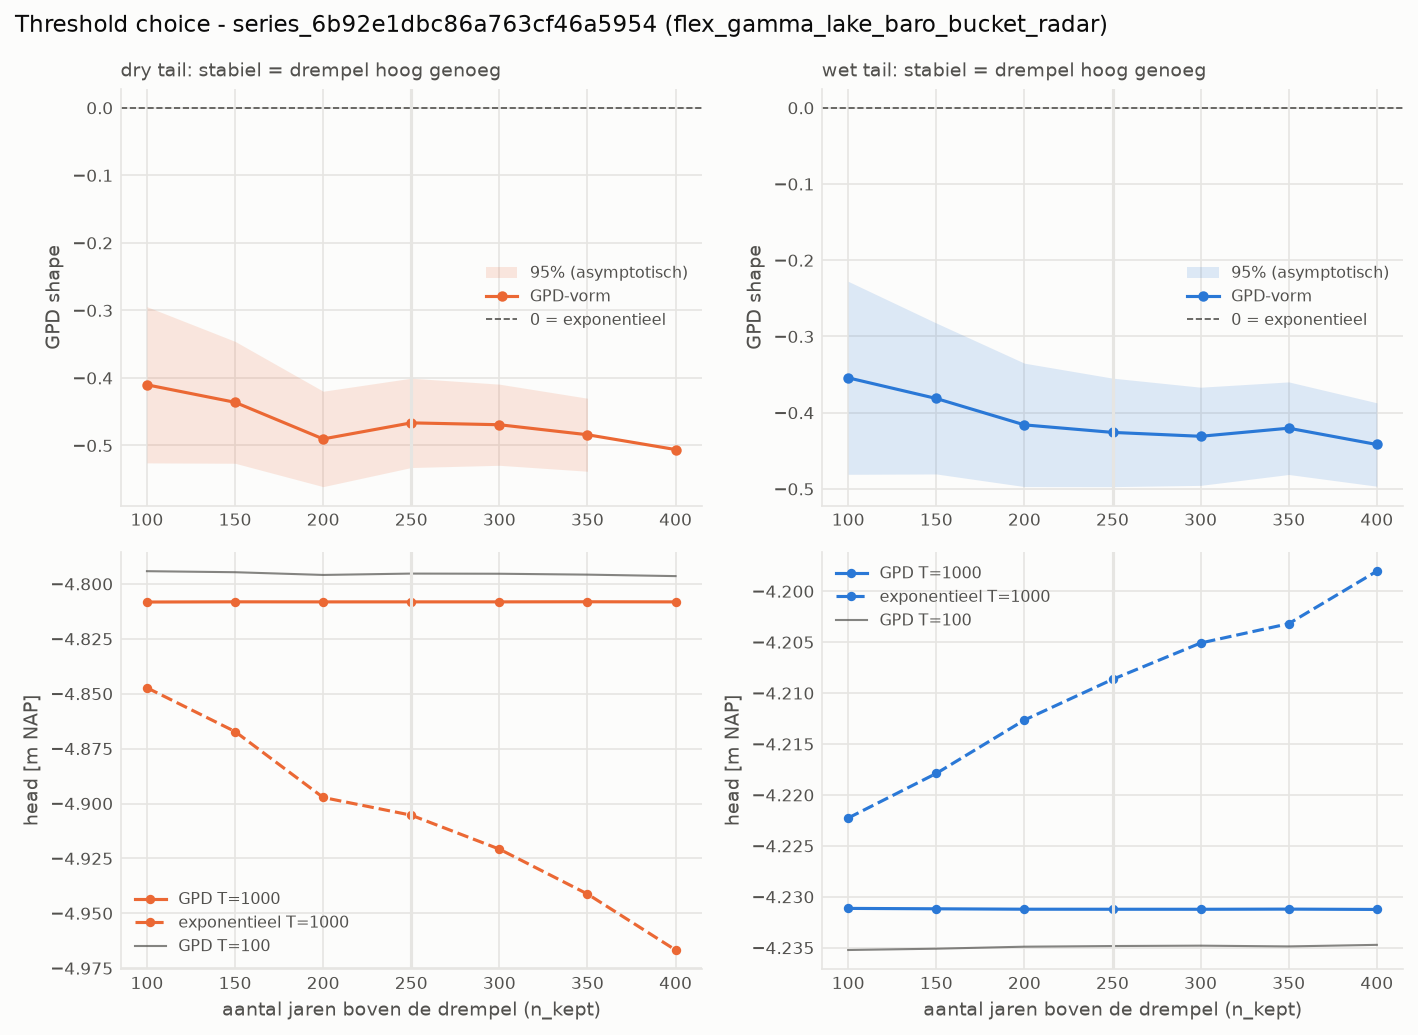 Threshold choice - series_6b92e1dbc86a763cf46a5954 (flex_gamma_lake_baro_bucket_radar)
dry tail: stabiel = drempel hoog genoeg
0.0
−0.1
−0.2
−0.3
−0.4
−0.5
GPD shape
95% (asymptotisch)
GPD-vorm
0 = exponentieel
100 150 200 250 300 350 400
wet tail: stabiel = drempel hoog genoeg
0.0
−0.1
−0.2
−0.3
−0.4
−0.5
GPD shape
95% (asymptotisch)
GPD-vorm
0 = exponentieel
100 150 200 250 300 350 400
−4.800
−4.825
−4.850
−4.875
−4.900
−4.925
−4.950
−4.975
head [m NAP]
GPD T=1000
exponentieel T=1000
GPD T=100
100 150 200 250 300 350 400
aantal jaren boven de drempel (n_kept)
GPD T=1000
exponentieel T=1000
GPD T=100
−4.200
−4.205
−4.210
−4.215
−4.220
−4.225
−4.230
−4.235
head [m NAP]
100 150 200 250 300 350 400
aantal jaren boven de drempel (n_kept)